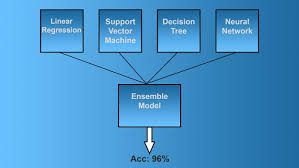 Linear
Regression
Support
Vector
Machine
Decision
Tree
Neural
Network
Ensemble
Model
Acc: 96%